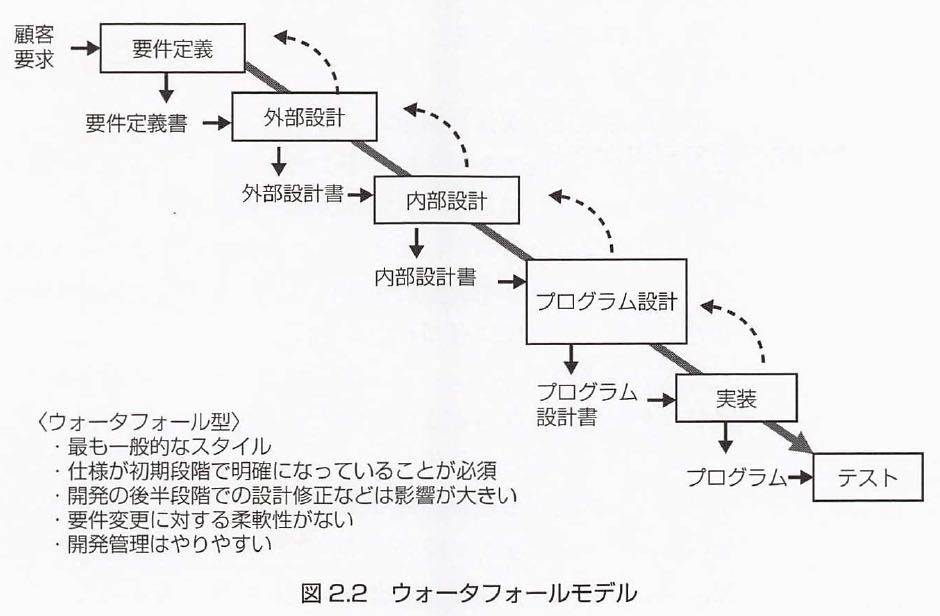 顧客
要求
要件定義
要件定義書
外部設計
外部設計書
内部設計
内部設計書
プログラム設計
プログラム
設計書
実装
プログラム
テスト
〈ウォータフォール型〉
・最も一般的なスタイル
・仕様が初期段階で明確になっていることが必須
・開発の後半段階での設計修正などは影響が大きい
・要件変更に対する柔軟性がない
・開発管理はやりやすい
図2.2 ウォータフォールモデル